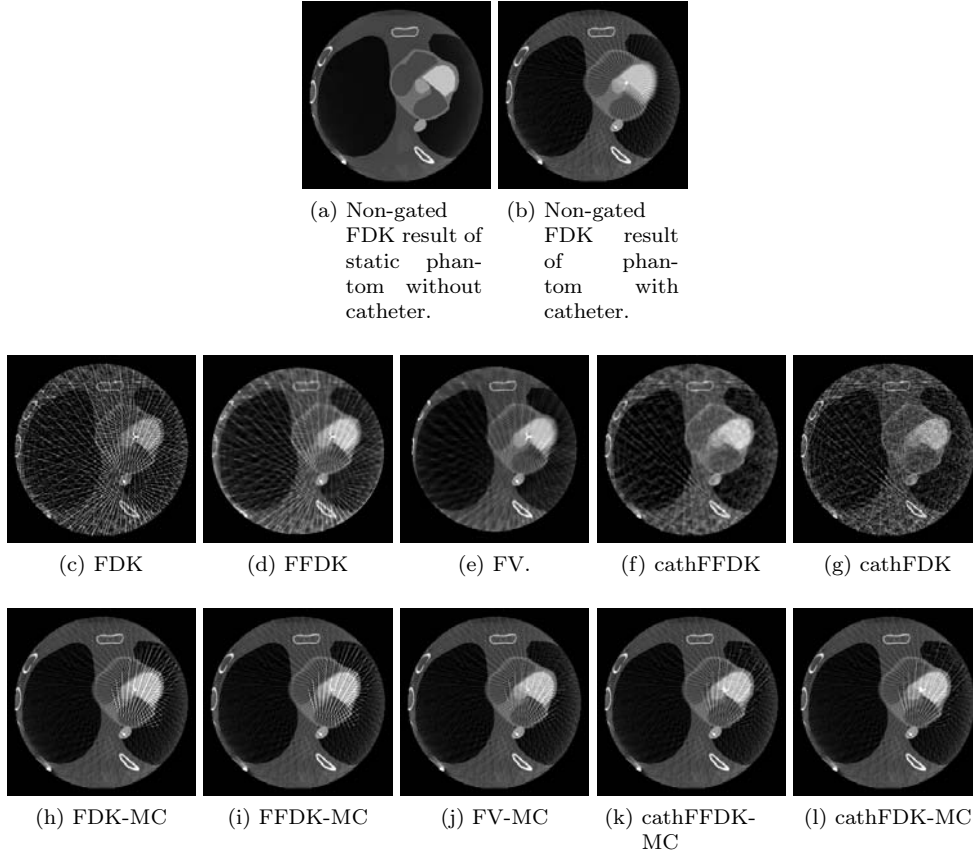 (a) Non-gated
FDK result of
static phan-
tom without
catheter.
(b) Non-gated
FDK result
of phan-
tom with
catheter.
(c) FDK
(d) FFDK
(e) FV.
(f) cathFFDK
(g) cathFDK
(h) FDK-MC
(i) FFDK-MC
(j) FV-MC
(k) cathFFDK-
MC
(l) cathFDK-MC